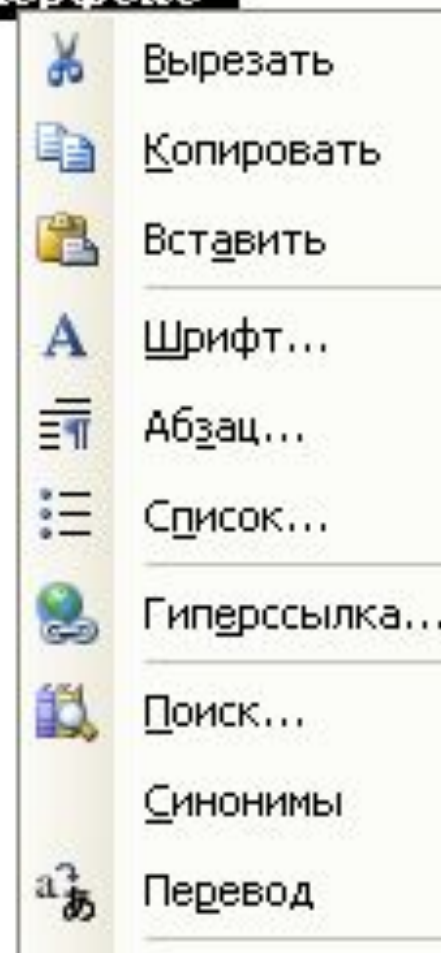 Вырезать
Копировать
Вставить
Шрифт...
Абзац...
Список...
Гиперссылка...
Поиск...
Синонимы
Перевод